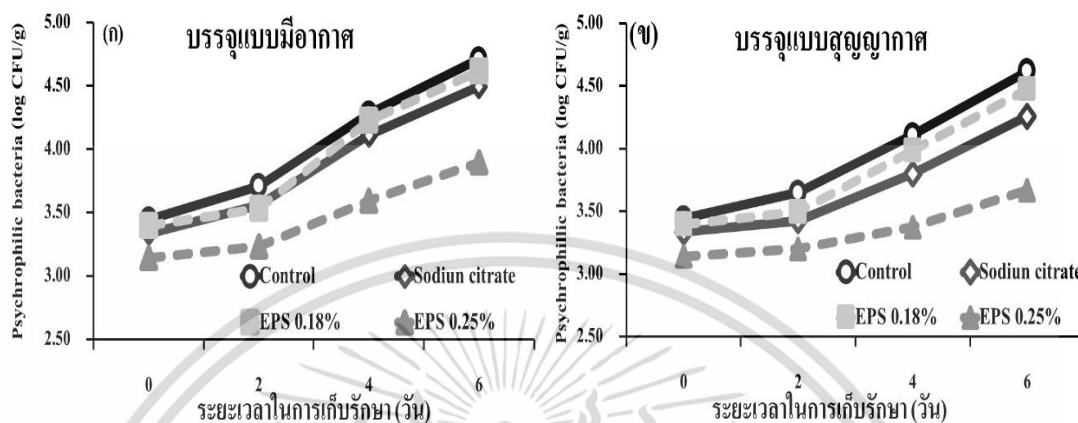 (ก) บรรจุแบบมีอากาศ
Psychrophillic bacteria (log CFU/g)
5.00
4.50
4.00
3.50
3.00
2.50
Control
Sodiun citrate
EPS 0.18%
EPS 0.25%
0 2 4 6
ระยะเวลาในการเก็บรักษา (วัน)
(ข) บรรจุแบบสุญญากาศ
Psychrophillic bacteria (log CFU/g)
5.00
4.50
4.00
3.50
3.00
2.50
Control
Sodiun citrate
EPS 0.18%
EPS 0.25%
0 2 4 6
ระยะเวลาในการเก็บรักษา (วัน)